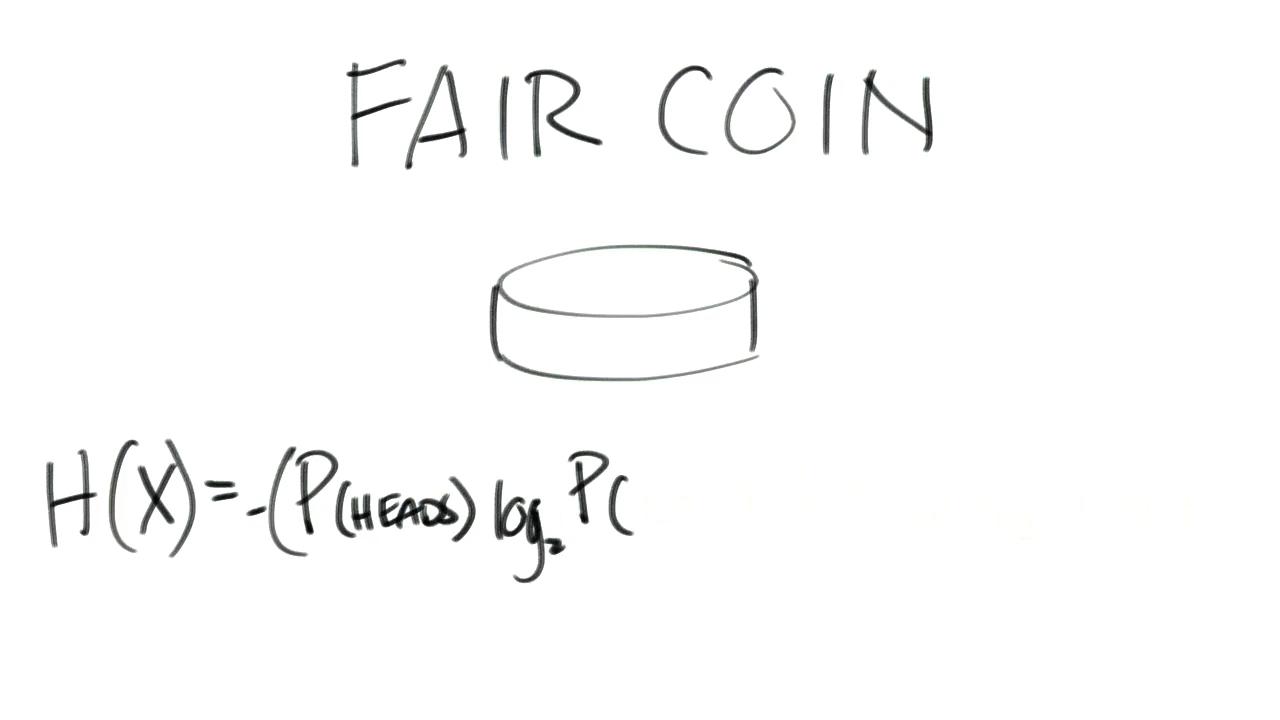 FAIR COIN
H(X) = -(P(HEADS) log₂ P(